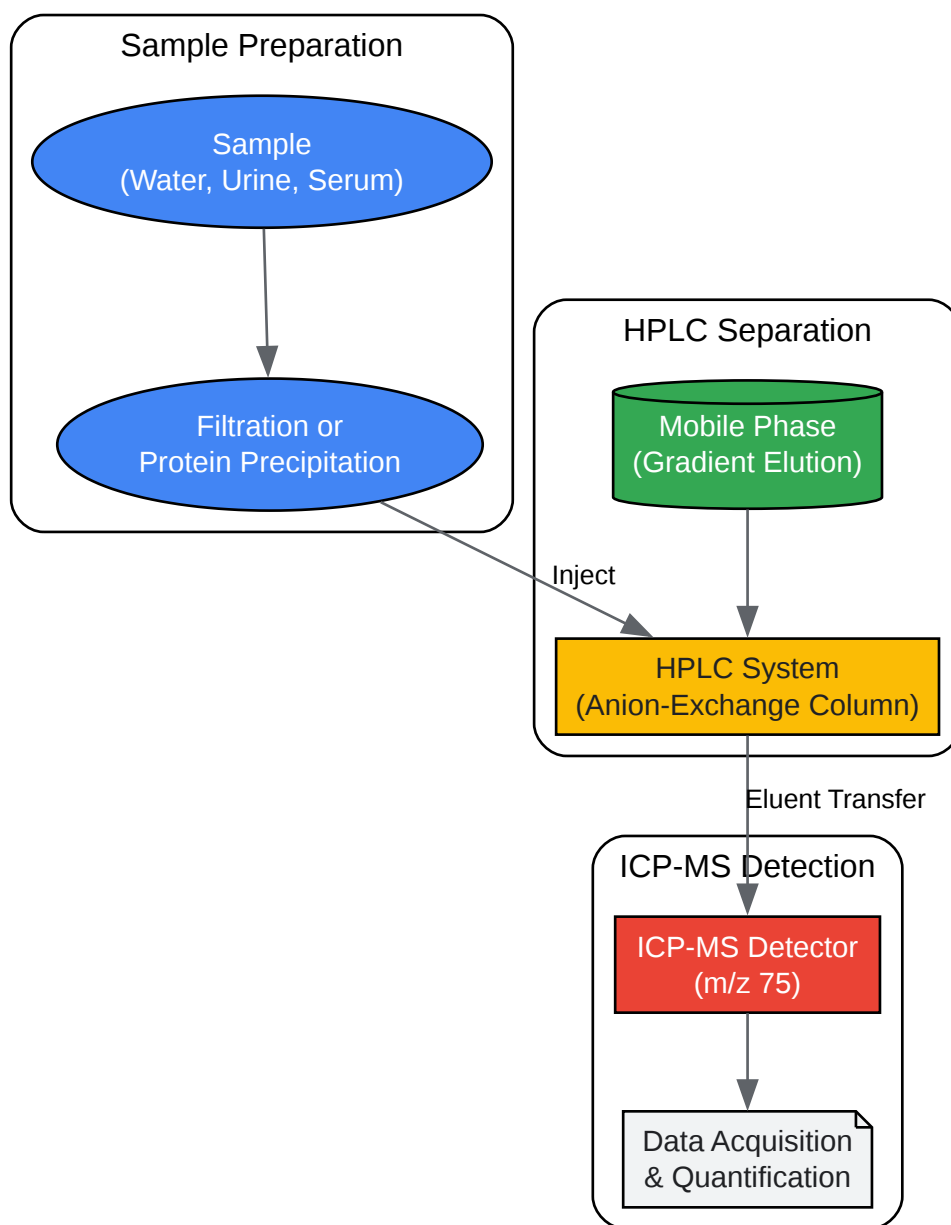 Sample Preparation
Sample
(Water, Urine, Serum)
Filtration or
Protein Precipitation
Inject
HPLC Separation
Mobile Phase
(Gradient Elution)
HPLC System
(Anion-Exchange Column)
Eluent Transfer
ICP-MS Detection
ICP-MS Detector
(m/z 75)
Data Acquisition
& Quantification